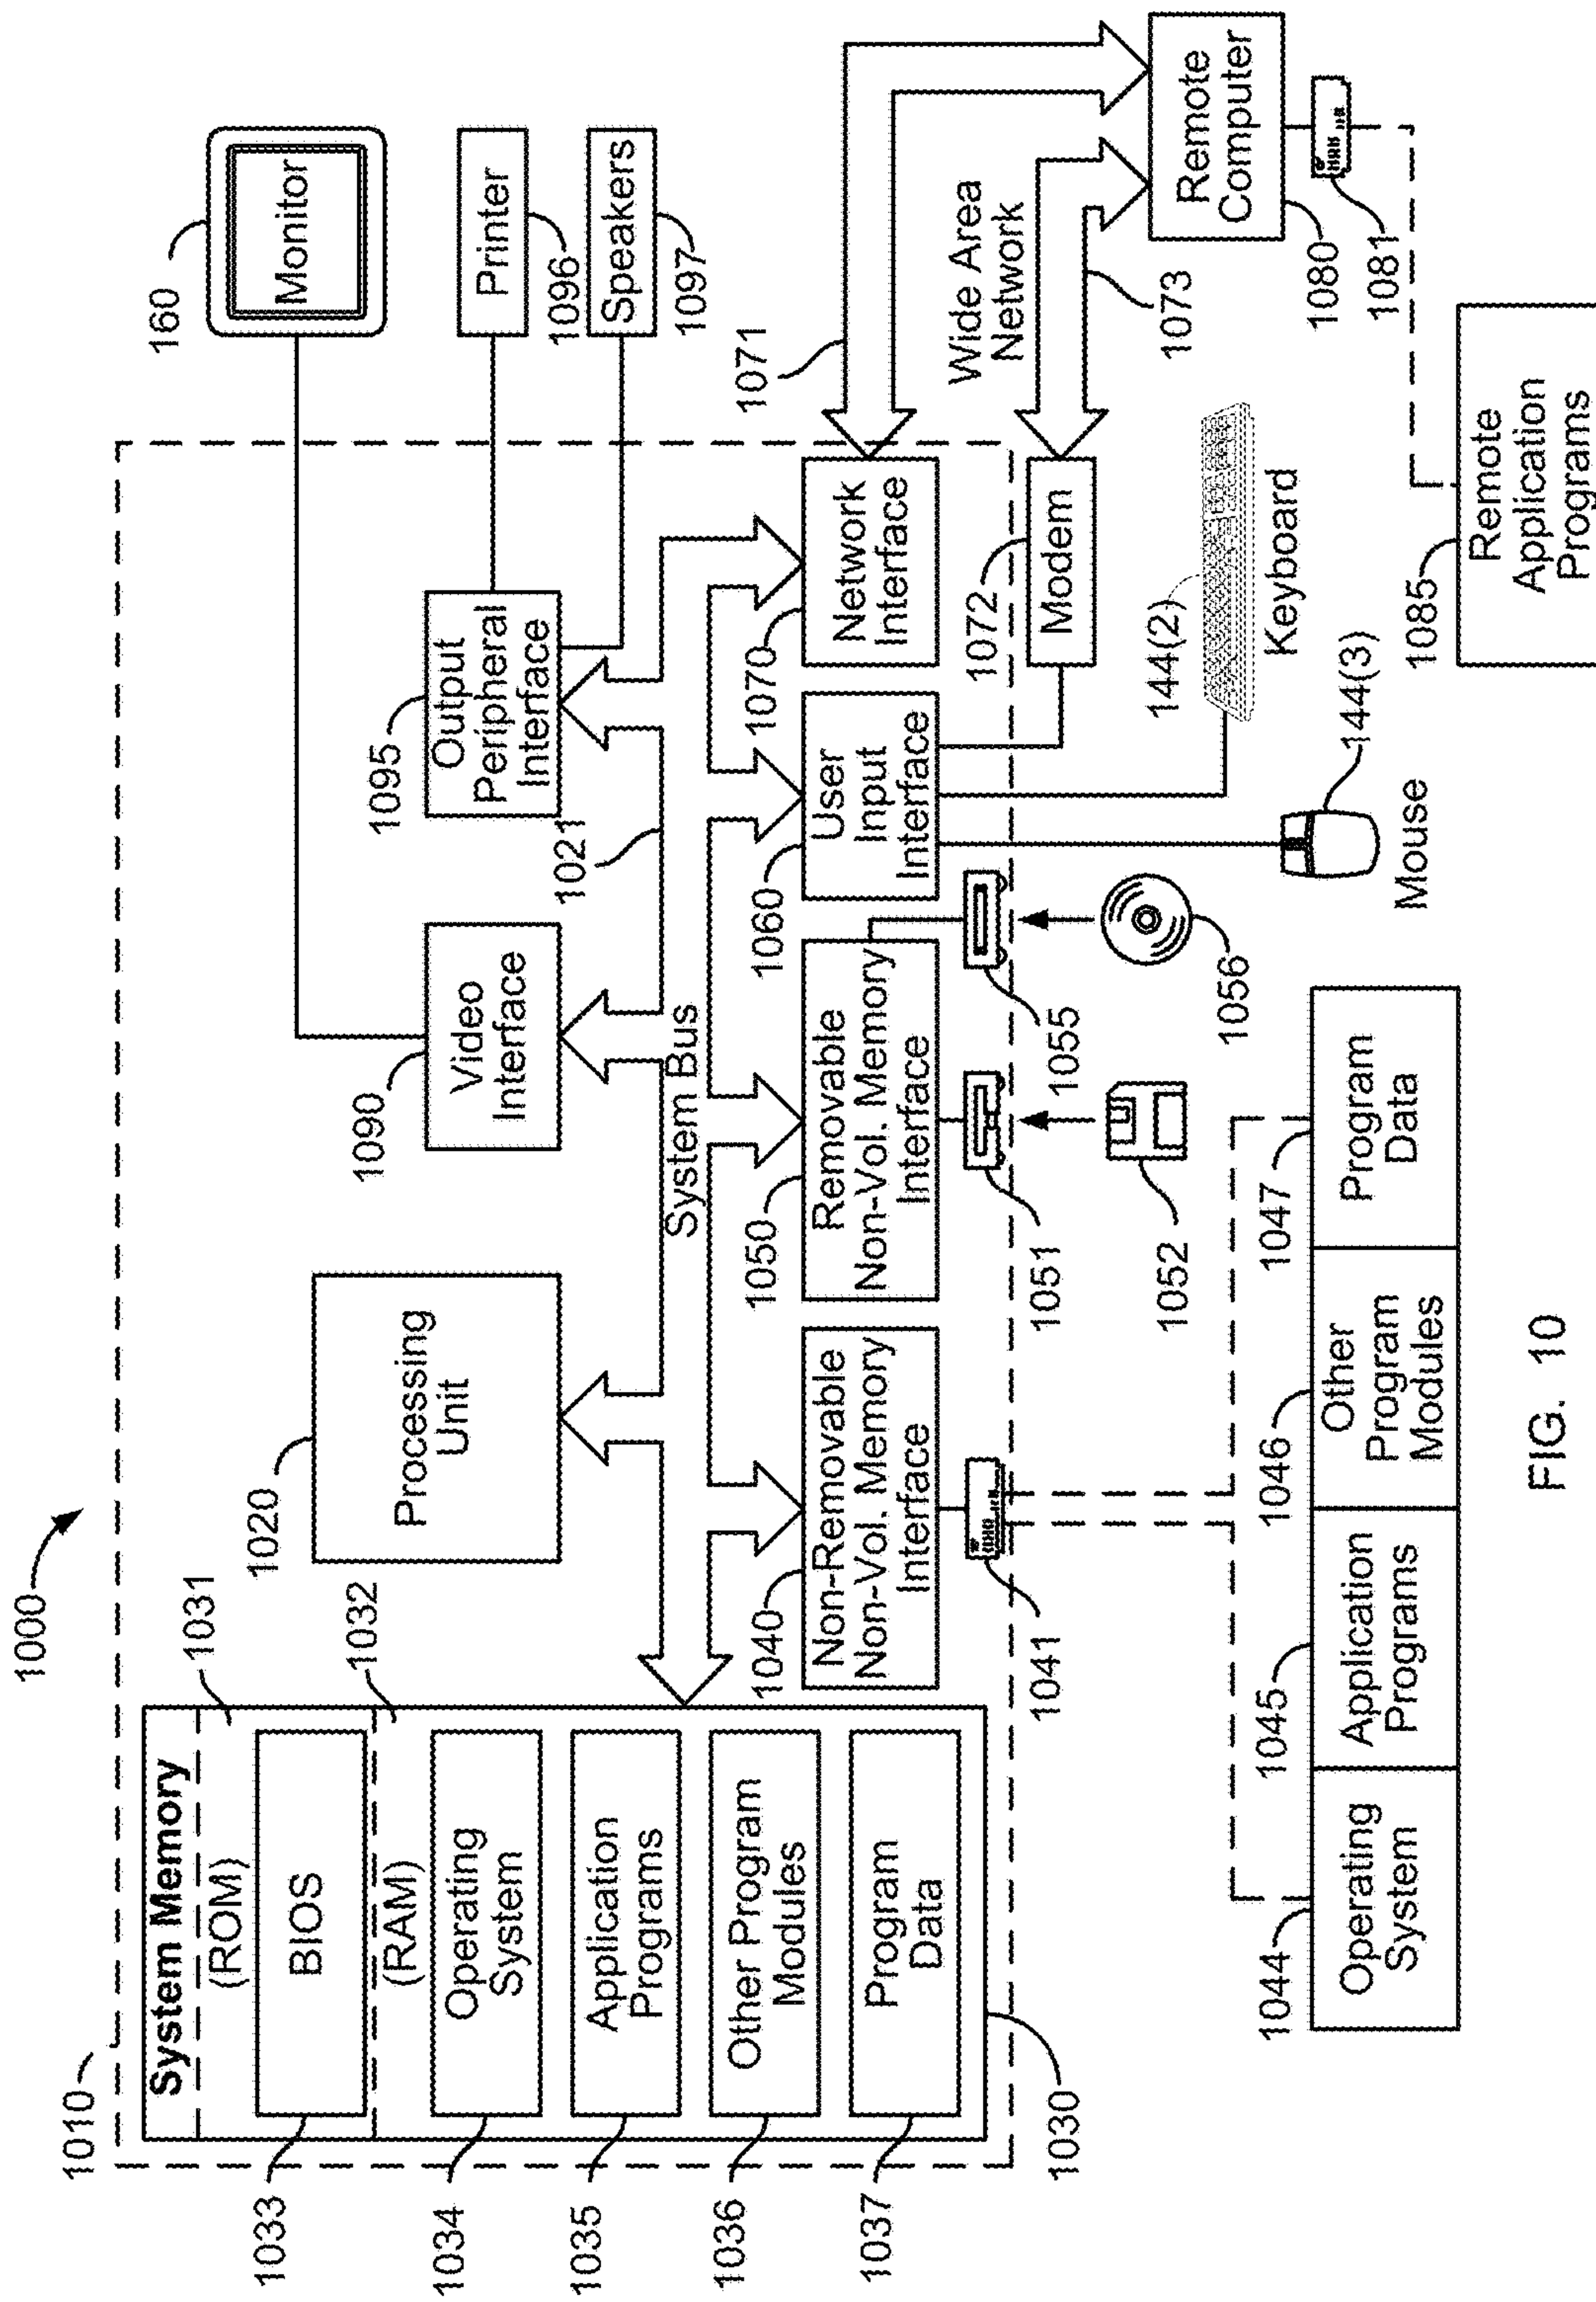 1000
1010
System Memory
(ROM)
1031
BIOS
1033
(RAM)
1032
Operating
System
1034
Application
Programs
1035
Other Program
Modules
1036
Program
Data
1037
1030
1020
Processing
Unit
1090
Video
Interface
1095
Output
Peripheral
Interface
160
Monitor
Printer
1096
Speakers
1097
1021
System Bus
1040
Non-Removable
Non-Vol. Memory
Interface
1050
Removable
Non-Vol. Memory
Interface
1060
User
Input
Interface
1070
Network
Interface
1071
1041
1051
1055
1052
1056
1072
Modem
Wide Area
Network
1073
Remote
Computer
1080
1081
144(2)
Keyboard
144(3)
Mouse
1085
Remote
Application
Programs
1044
Operating
System
1045
Application
Programs
1046
Other
Program
Modules
1047
Program
Data
FIG. 10